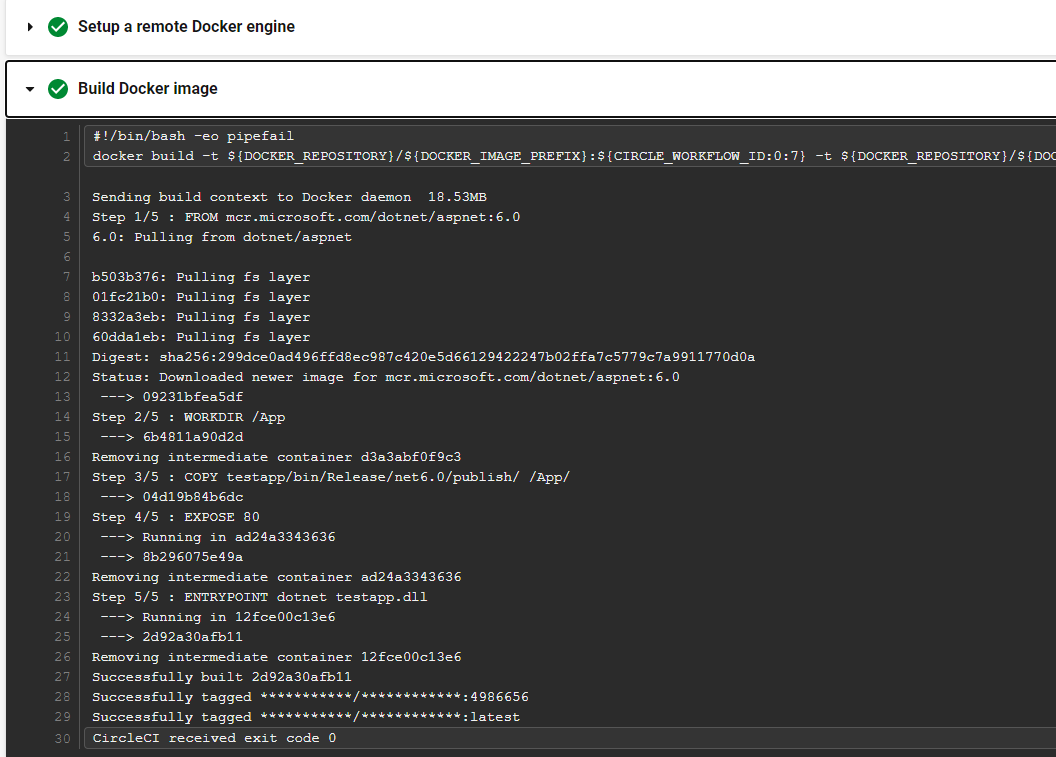 Setup a remote Docker engine
Build Docker image
1 #!/bin/bash -eo pipefail
2 docker build -t ${DOCKER_REPOSITORY}/${DOCKER_IMAGE_PREFIX}:${CIRCLE_WORKFLOW_ID:0:7} -t ${DOCKER_REPOSITORY}/${DOC
3 Sending build context to Docker daemon  18.53MB
4 Step 1/5 : FROM mcr.microsoft.com/dotnet/aspnet:6.0
5 6.0: Pulling from dotnet/aspnet
6
7 b503b376: Pulling fs layer
8 01fc21b0: Pulling fs layer
9 8332a3eb: Pulling fs layer
10 60dda1eb: Pulling fs layer
11 Digest: sha256:299dce0ad496ffd8ec987c420e5d66129422247b02ffa7c5779c7a9911770d0a
12 Status: Downloaded newer image for mcr.microsoft.com/dotnet/aspnet:6.0
13 ---> 09231bfea5df
14 Step 2/5 : WORKDIR /App
15 ---> 6b4811a90d2d
16 Removing intermediate container d3a3abf0f9c3
17 Step 3/5 : COPY testapp/bin/Release/net6.0/publish/ /App/
18 ---> 04d19b84b6dc
19 Step 4/5 : EXPOSE 80
20 ---> Running in ad24a3343636
21 ---> 8b296075e49a
22 Removing intermediate container ad24a3343636
23 Step 5/5 : ENTRYPOINT dotnet testapp.dll
24 ---> Running in 12fce00c13e6
25 ---> 2d92a30afb11
26 Removing intermediate container 12fce00c13e6
27 Successfully built 2d92a30afb11
28 Successfully tagged ***********/************:4986656
29 Successfully tagged ***********/************:latest
30 CircleCI received exit code 0